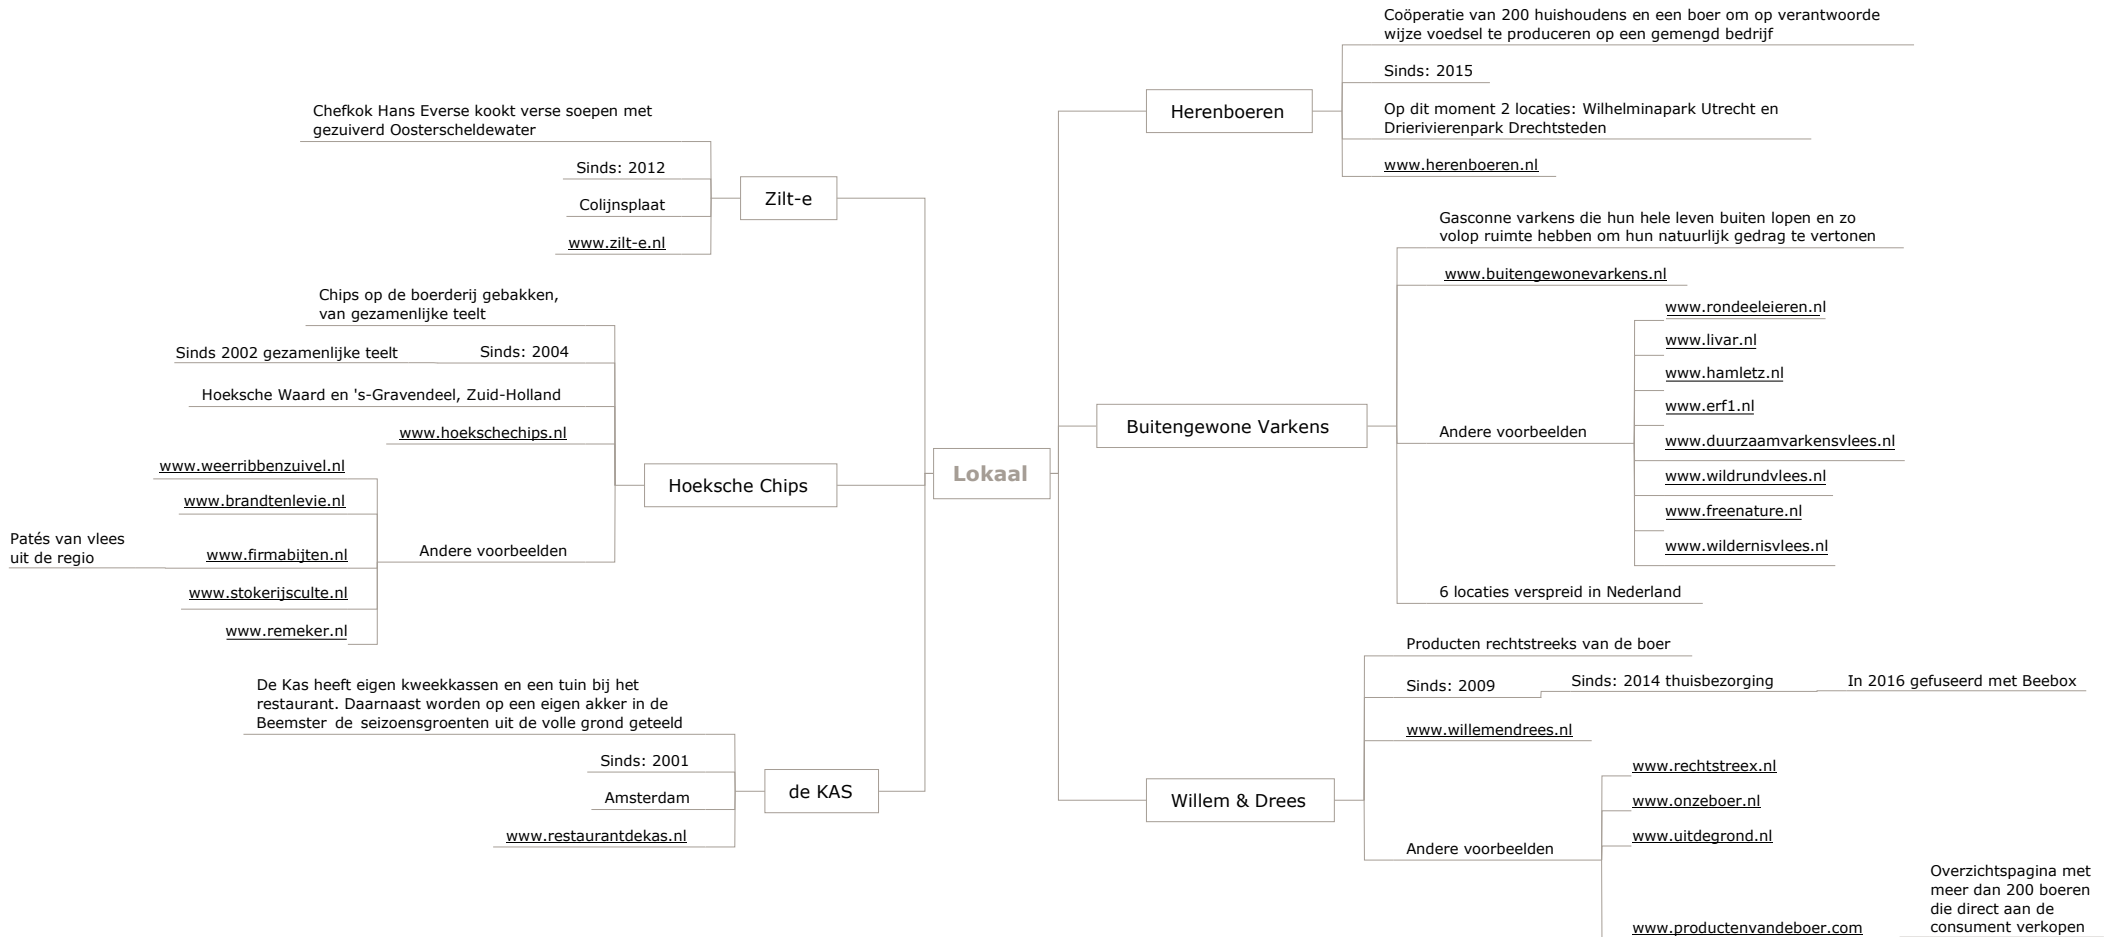 Lokaal
Zilt-e
Chefkok Hans Everse kookt verse soepen met
gezuiverd Oosterscheldewater
Sinds: 2012
Colijnsplaat
www.zilt-e.nl
Hoeksche Chips
Chips op de boerderij gebakken,
van gezamenlijke teelt
Sinds: 2004
Sinds 2002 gezamenlijke teelt
Hoeksche Waard en 's-Gravendeel, Zuid-Holland
www.hoekschechips.nl
Andere voorbeelden
www.weerribbenzuivel.nl
www.brandtenlevie.nl
www.firmabijten.nl
Patés van vlees
uit de regio
www.stokerijsculte.nl
www.remeker.nl
de KAS
De Kas heeft eigen kweekkassen en een tuin bij het
restaurant. Daarnaast worden op een eigen akker in de
Beemster de seizoensgroenten uit de volle grond geteeld
Sinds: 2001
Amsterdam
www.restaurantdekas.nl
Herenboeren
Coöperatie van 200 huishoudens en een boer om op verantwoorde
wijze voedsel te produceren op een gemengd bedrijf
Sinds: 2015
Op dit moment 2 locaties: Wilhelminapark Utrecht en
Drierivierenpark Drechtsteden
www.herenboeren.nl
Buitengewone Varkens
Gasconne varkens die hun hele leven buiten lopen en zo
volop ruimte hebben om hun natuurlijk gedrag te vertonen
www.buitengewonevarkens.nl
Andere voorbeelden
www.rondeeleieren.nl
www.livar.nl
www.hamletz.nl
www.erf1.nl
www.duurzaamvarkensvlees.nl
www.wildrundvlees.nl
www.freenature.nl
www.wildernisvlees.nl
6 locaties verspreid in Nederland
Willem & Drees
Producten rechtstreeks van de boer
Sinds: 2009
Sinds: 2014 thuisbezorging
In 2016 gefuseerd met Beebox
www.willemendrees.nl
Andere voorbeelden
www.rechtstreex.nl
www.onzeboer.nl
www.uitdegrond.nl
www.productenvandeboer.com
Overzichtspagina met
meer dan 200 boeren
die direct aan de
consument verkopen